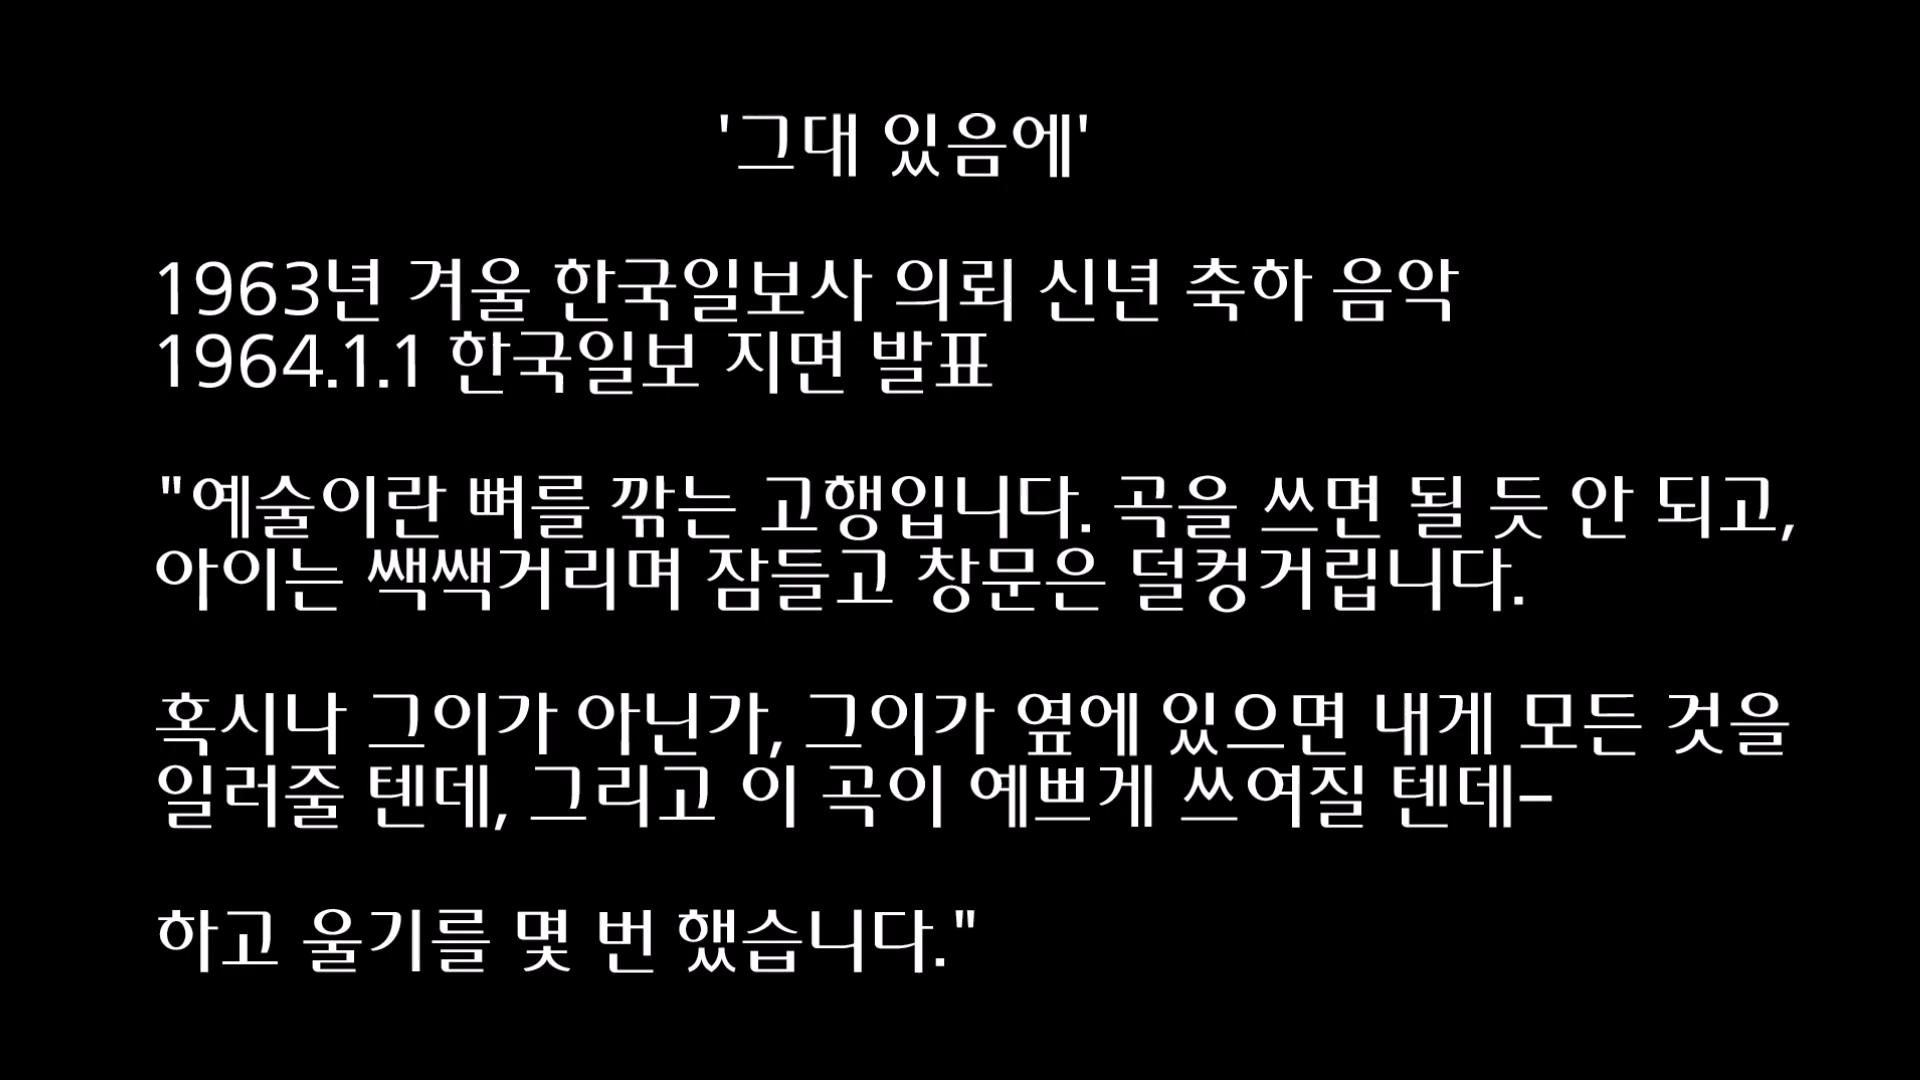 '그대 있음에'
1963년 겨울 한국일보사 의뢰 신년 축하 음악
1964.1.1 한국일보 지면 발표
"예술이란 뼈를 깎는 고행입니다. 곡을 쓰면 될 듯 안 되고,
아이는 쌕쌕거리며 잠들고 창문은 덜컹거립니다.
혹시나 그이가 아닌가, 그이가 옆에 있으면 내게 모든 것을
일러줄 텐데, 그리고 이 곡이 예쁘게 쓰여질 텐데–
하고 울기를 몇 번 했습니다."